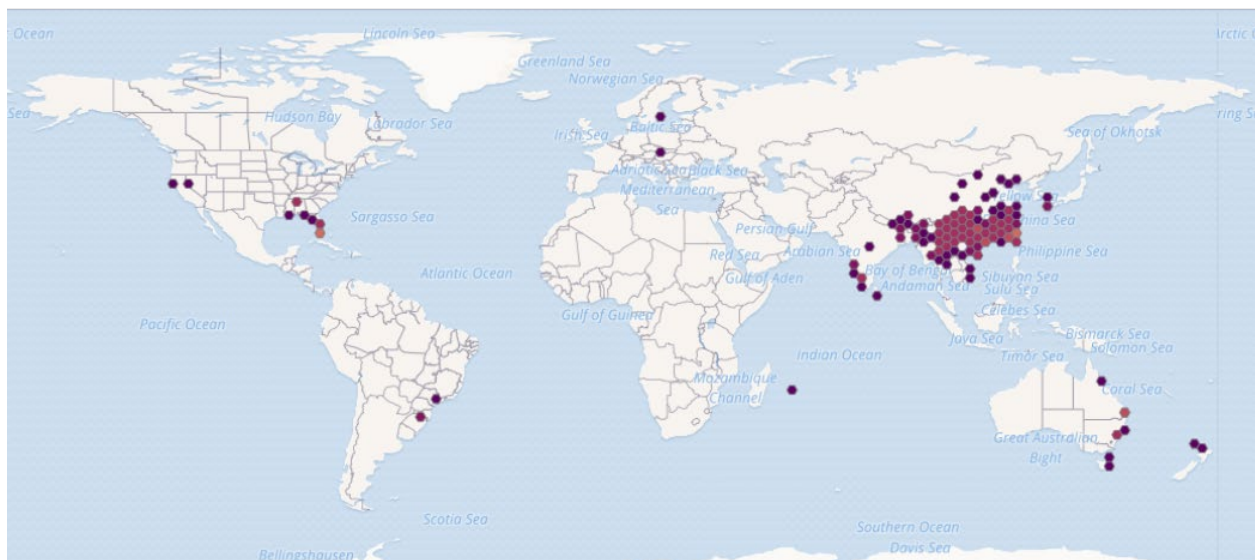 Ocean
Lincoln Sea
Arctic O
Greenland Sea
Norwegian Sea
Sea
Hudson Bay
Labrador Sea
Irish Sea
Baltic Sea
Sea of Okhotsk
ring S
Adriatic Sea
Black Sea
Mediterranean
Sea
Yellow Sea
Sargasso Sea
China Sea
Persian Gulf
Red Sea
Arabian Sea
Philippine Sea
Atlantic Ocean
Gulf of Aden
Bay of Benga
Sibuyan Sea
Andaman Sea
Sulu Sea
Gulf of Guinea
Celebes Sea
Pacific Ocean
Java Sea
Bismarck Sea
Solomon Sea
Indian Ocean
Timor Sea
Mozambique
Channel
Coral Sea
Great Australian
Bight
Scotia Sea
Southern Ocean
Davis Sea
Bellingshausen